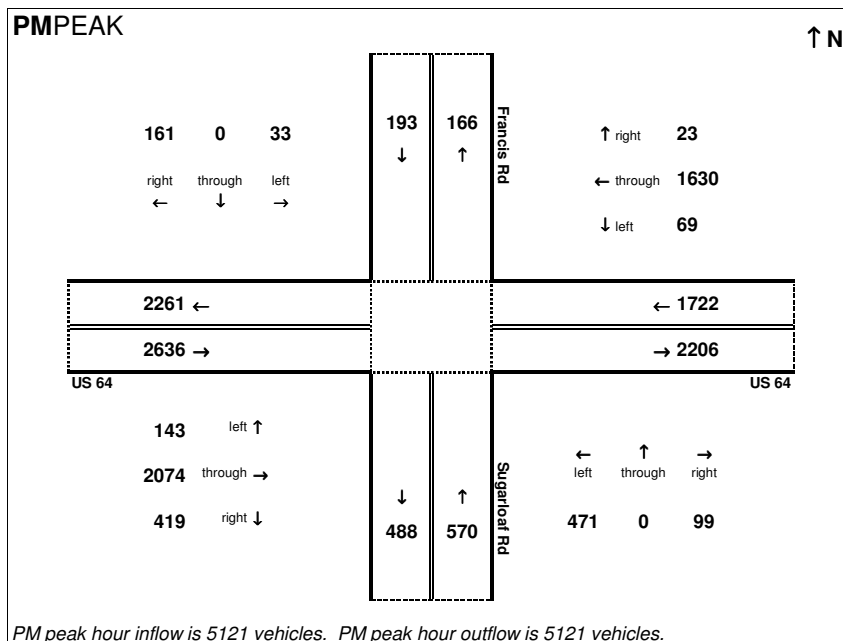 PMPEAK
↑ N
161 0 33
right through left
← ↓ →
193 166
↓ ↑
Francis Rd
↑ right 23
← through 1630
↓ left 69
2261 ← ← 1722
2636 → → 2206
US 64 US 64
143 left ↑
2074 through →
419 right ↓
↓ ↑
488 570
Sugarloaf Rd
← ↑ →
left through right
471 0 99
PM peak hour inflow is 5121 vehicles. PM peak hour outflow is 5121 vehicles.